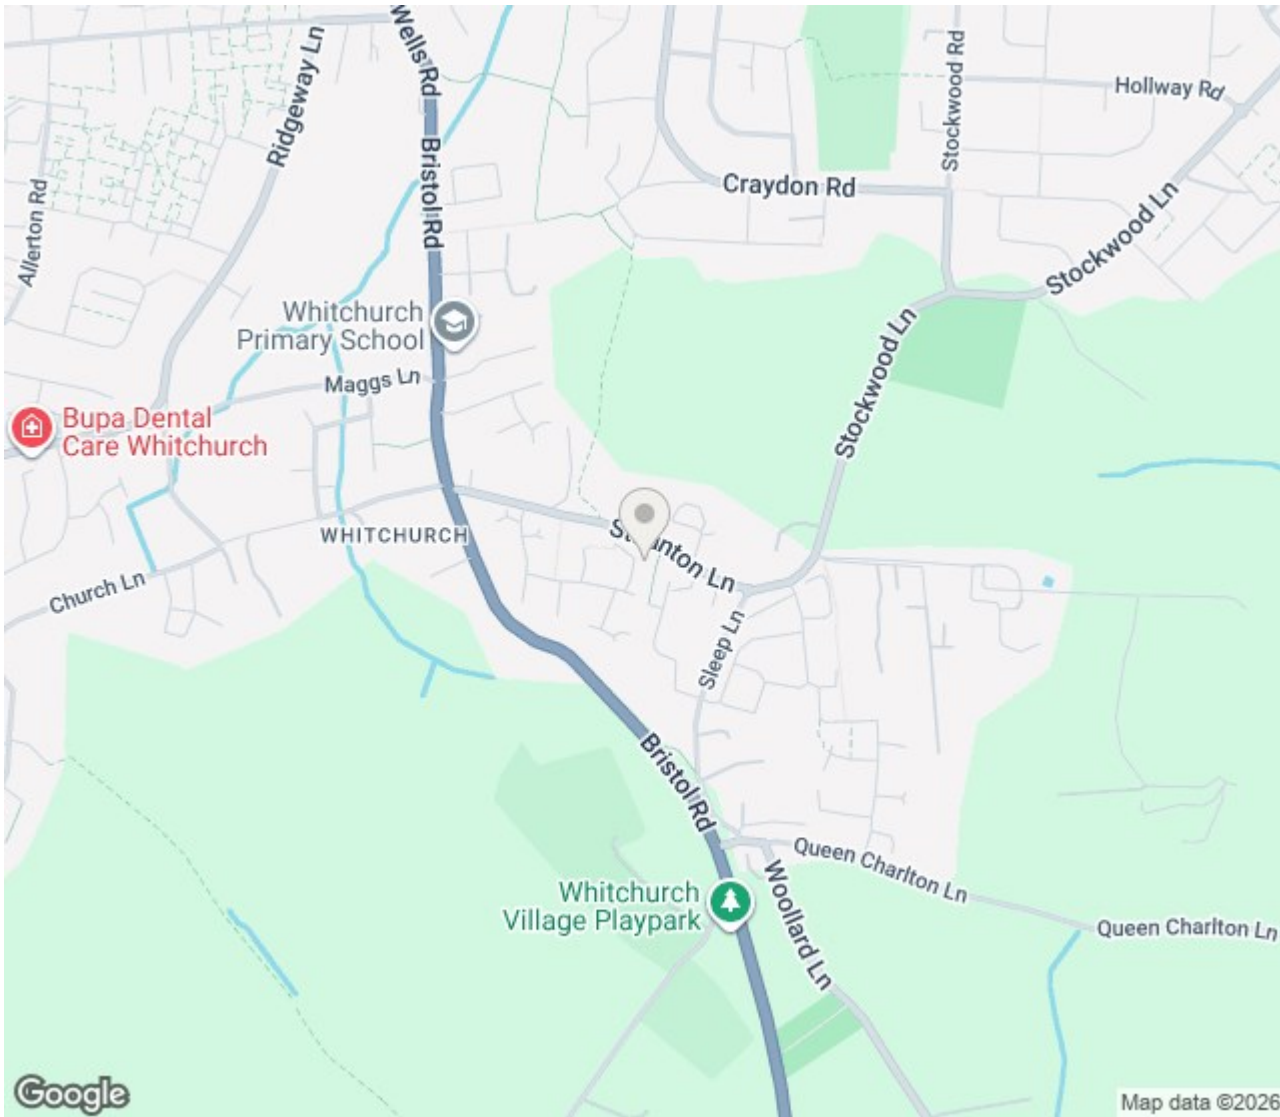 Wells Rd
Ridgeway Ln
Stockwood Rd
Hollway Rd
Bristol Rd
Allerton Rd
Craydon Rd
Stockwood Ln
Whitchurch
Primary School
Stockwood Ln
Maggs Ln
Bupa Dental
Care Whitchurch
WHITCHURCH
Church Ln
Sleep Ln
Bristol Rd
Queen Charlton Ln
Whitchurch
Village Playpark
Woollard Ln
Queen Charlton Ln
Google
Map data ©2026